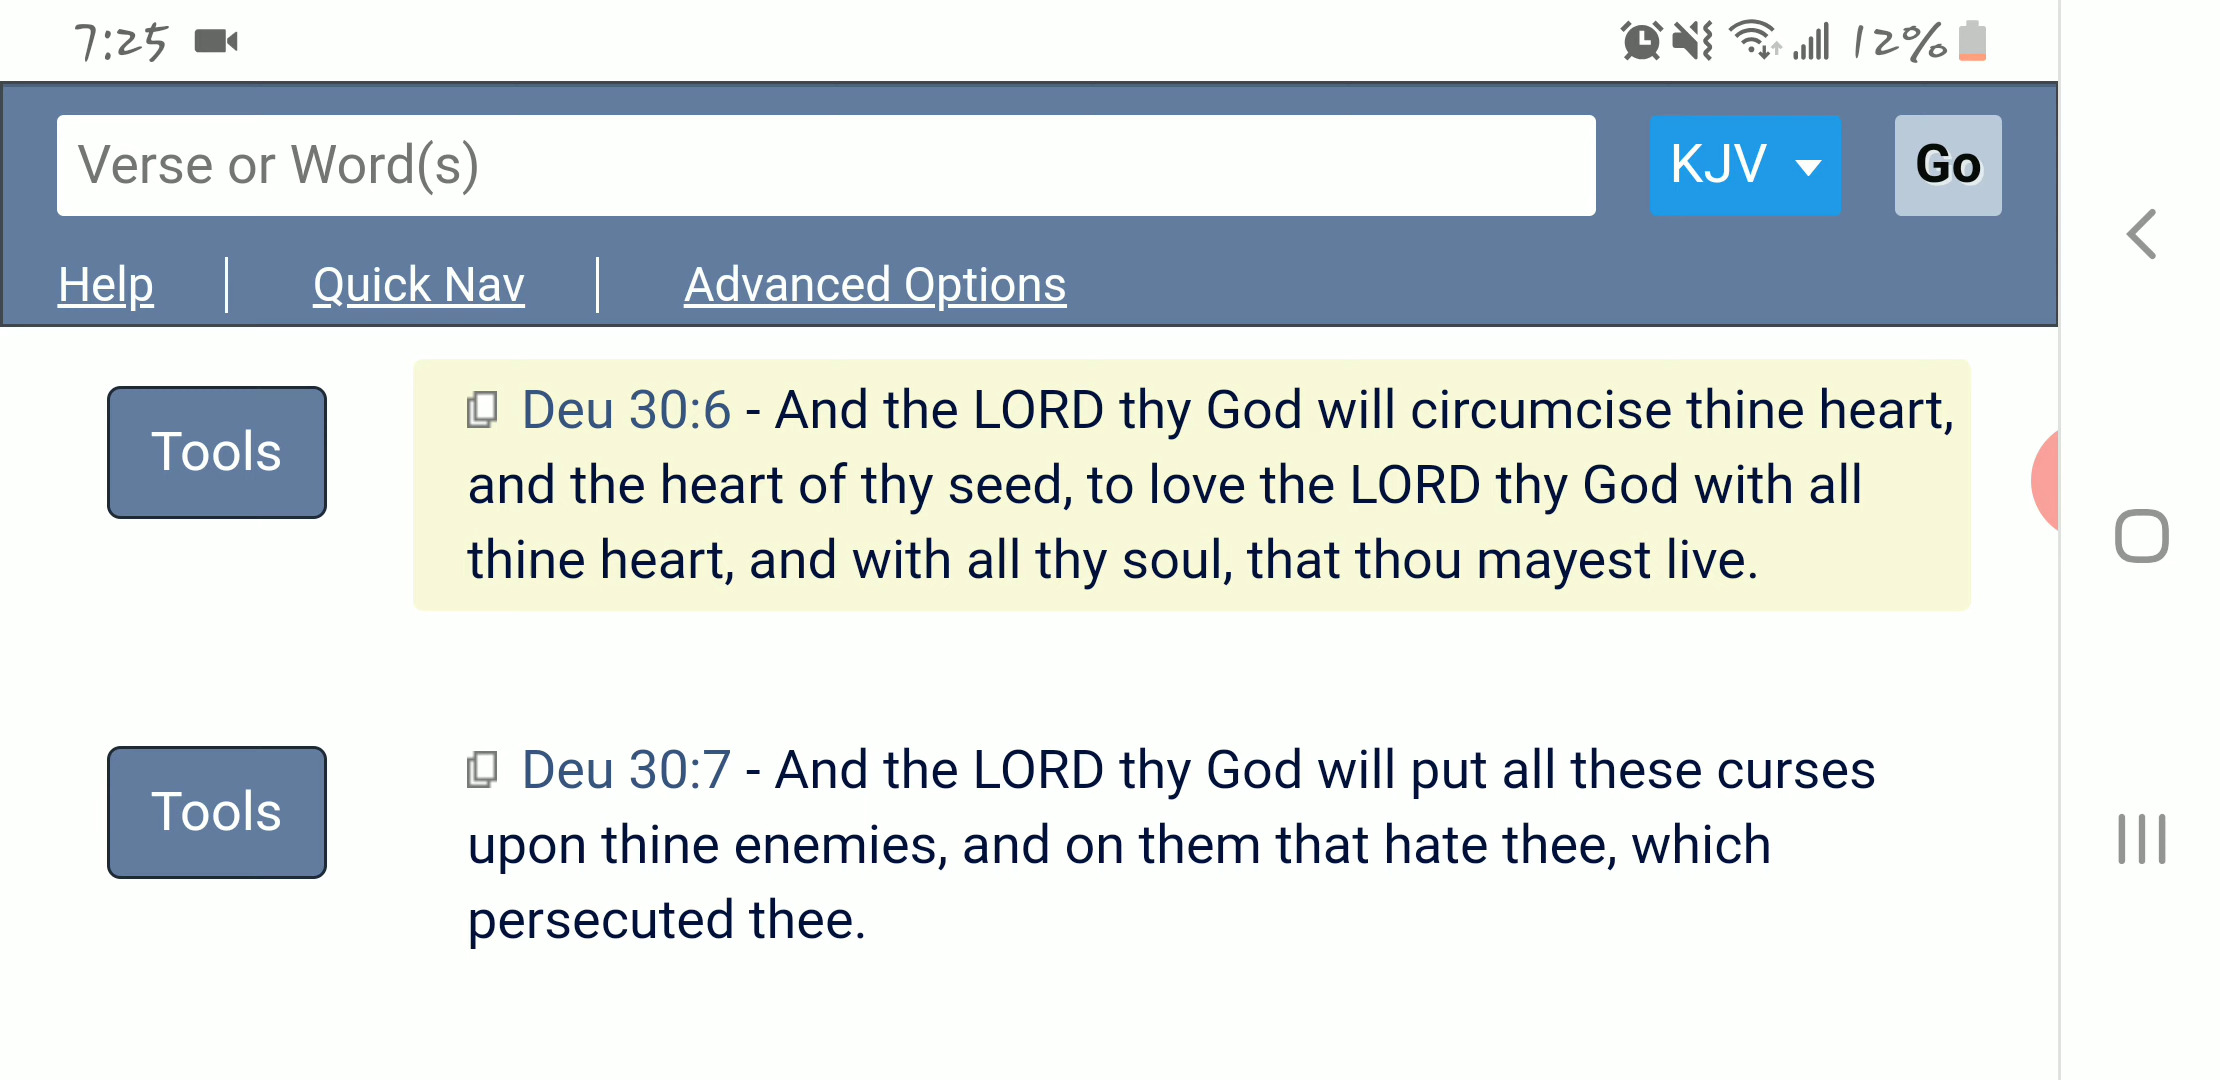 7:25 12%
Verse or Word(s) KJV Go
Help Quick Nav Advanced Options
Tools Deu 30:6 - And the LORD thy God will circumcise thine heart,
and the heart of thy seed, to love the LORD thy God with all
thine heart, and with all thy soul, that thou mayest live.
Tools Deu 30:7 - And the LORD thy God will put all these curses
upon thine enemies, and on them that hate thee, which
persecuted thee.